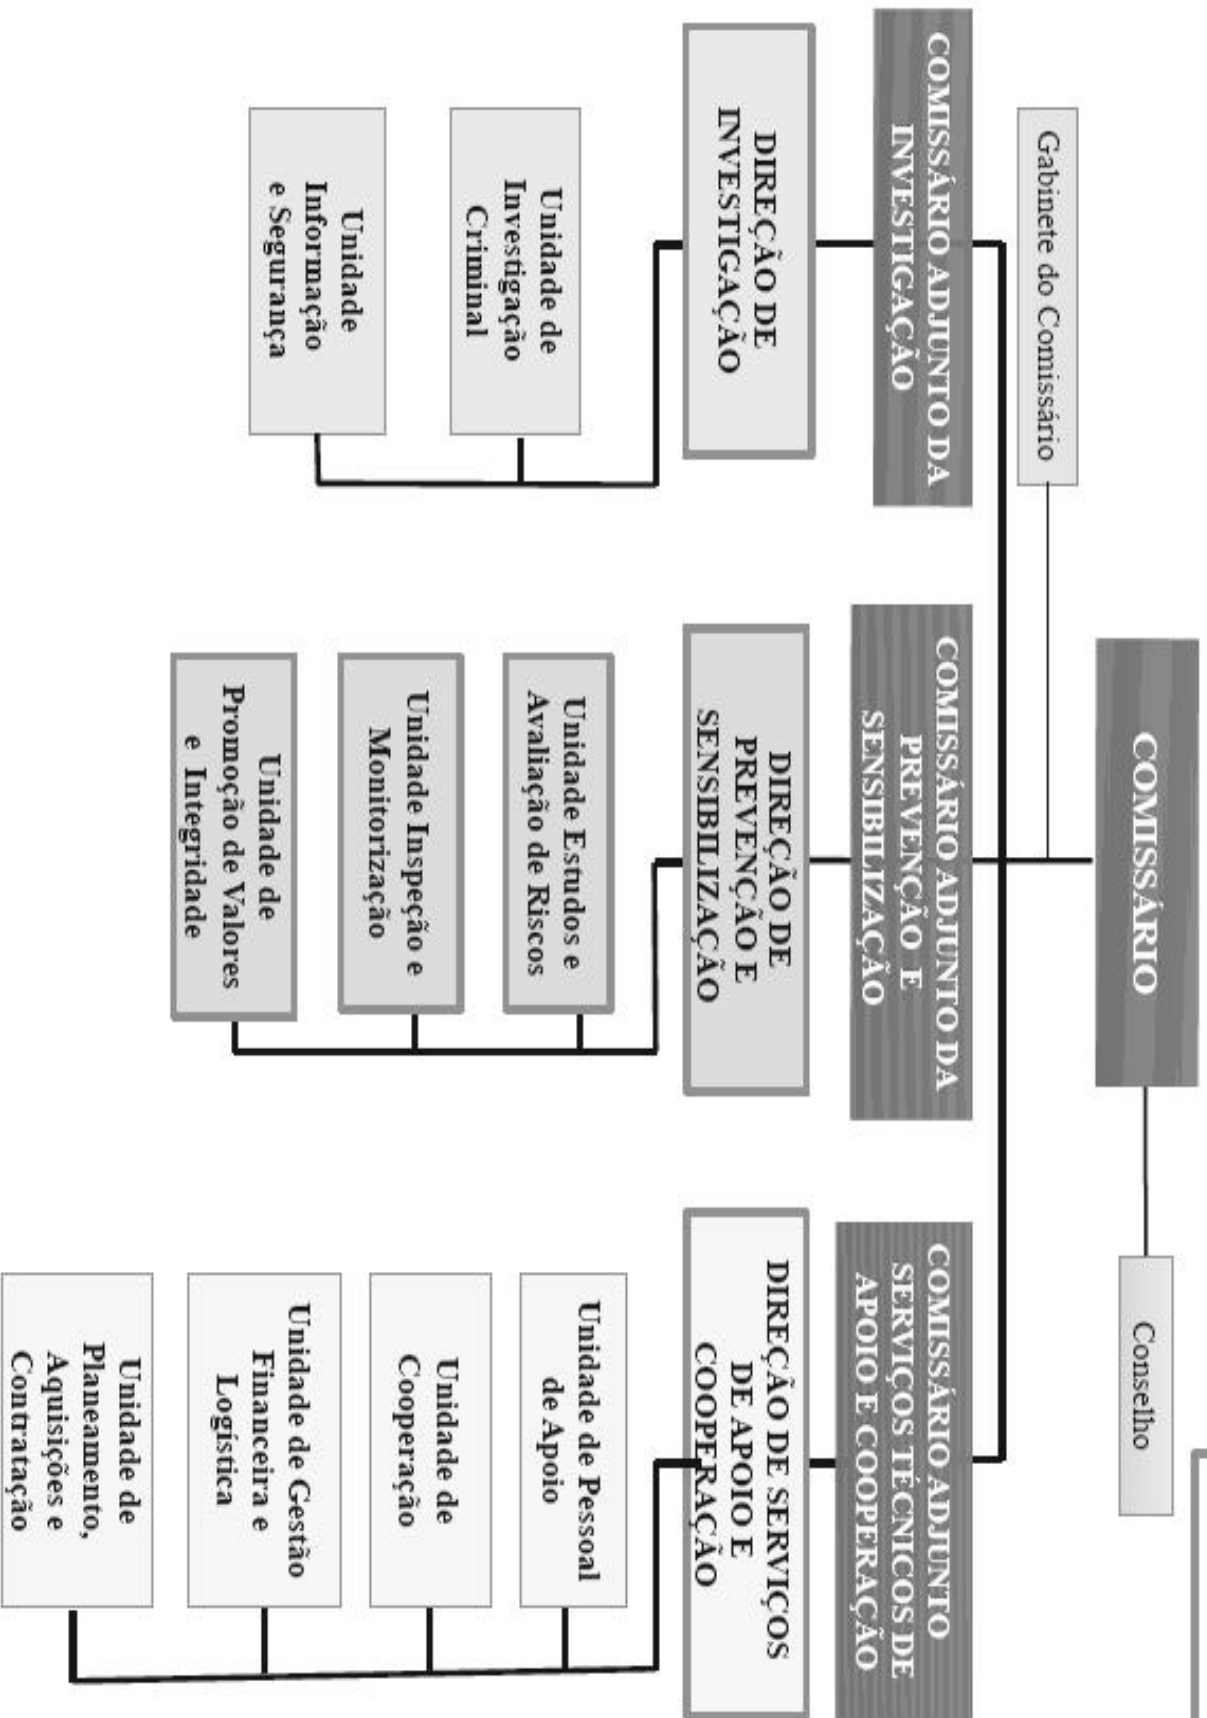 COMISSÁRIO
Conselho
Gabinete do Comissário
COMISSÁRIO ADJUNTO DA
INVESTIGAÇÃO
COMISSÁRIO ADJUNTO DA
PREVENÇÃO E
SENSIBILIZAÇÃO
COMISSÁRIO ADJUNTO
SERVIÇOS TÉCNICOS DE
APOIO E COOPERAÇÃO
DIREÇÃO DE
INVESTIGAÇÃO
DIREÇÃO DE
PREVENÇÃO E
SENSIBILIZAÇÃO
DIREÇÃO DE SERVIÇOS
DE APOIO E
COOPERAÇÃO
Unidade de
Investigação
Criminal
Unidade
Informação
e Segurança
Unidade Estudos e
Avaliação de Riscos
Unidade Inspeção e
Monitorização
Unidade de
Promoção de Valores
e Integridade
Unidade de Pessoal
de Apoio
Unidade de
Cooperação
Unidade de Gestão
Financeira e
Logística
Unidade de
Planeamento,
Aquisições e
Contratação